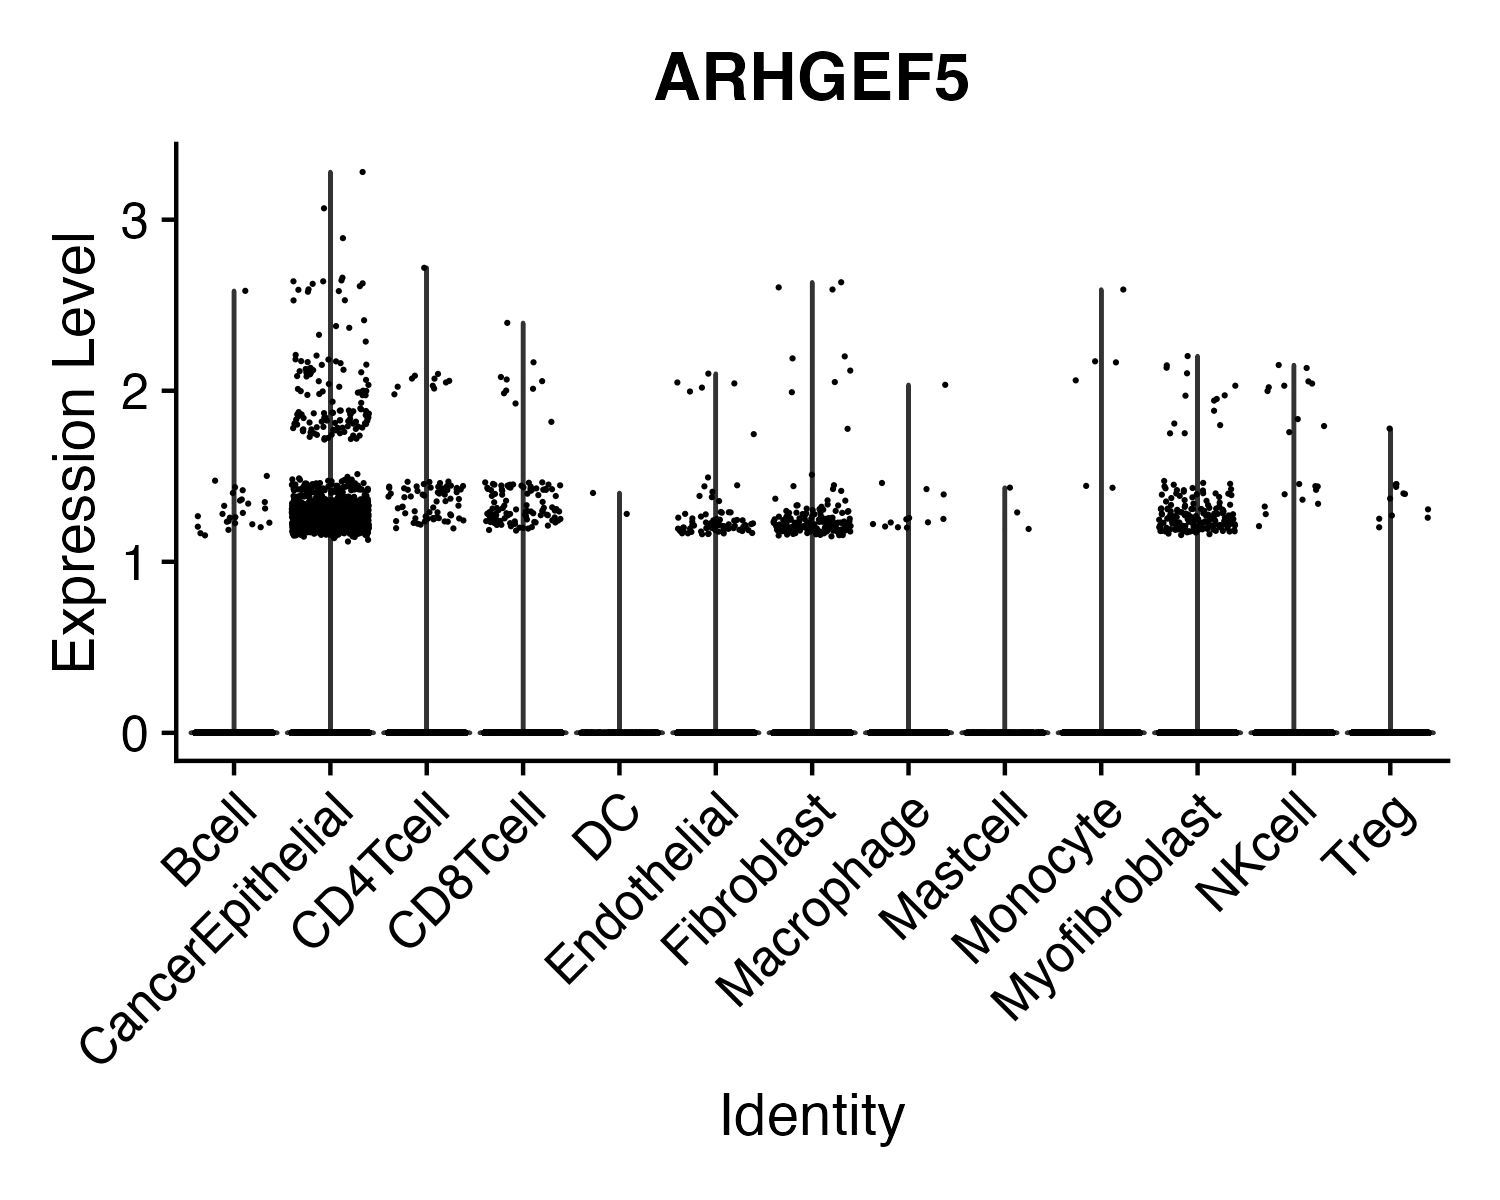 ARHGEF5
Expression Level
3
2
1
0
Bcell
CancerEpithelial
CD4Tcell
CD8Tcell
DC
Endothelial
Fibroblast
Macrophage
Mastcell
Monocyte
Myofibroblast
NKcell
Treg
Identity